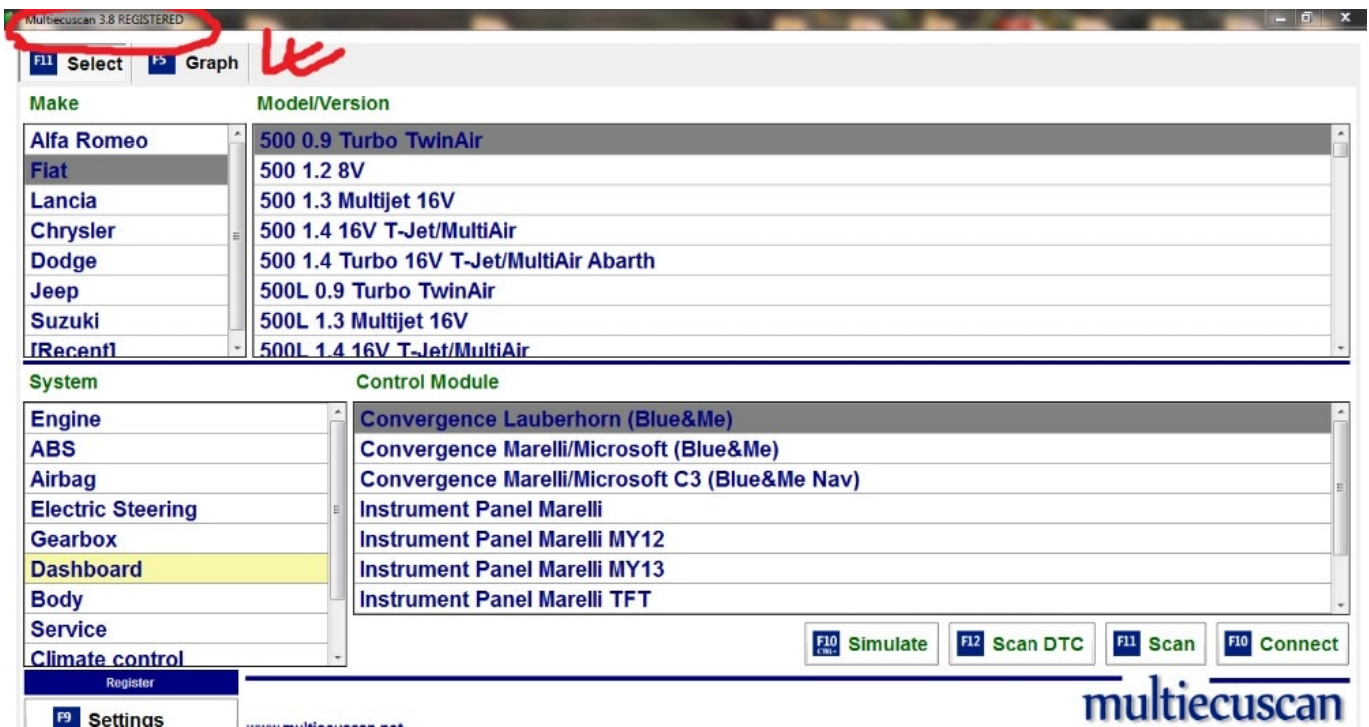 Multiecuscan 3.8 REGISTERED
F11 Select F5 Graph
Make
Model/Version
Alfa Romeo
Fiat
Lancia
Chrysler
Dodge
Jeep
Suzuki
[Recent]
500 0.9 Turbo TwinAir
500 1.2 8V
500 1.3 Multijet 16V
500 1.4 16V T-Jet/MultiAir
500 1.4 Turbo 16V T-Jet/MultiAir Abarth
500L 0.9 Turbo TwinAir
500L 1.3 Multijet 16V
500L 1.4 16V T-Jet/MultiAir
System
Control Module
Engine
ABS
Airbag
Electric Steering
Gearbox
Dashboard
Body
Service
Climate control
Convergence Lauberhorn (Blue&Me)
Convergence Marelli/Microsoft (Blue&Me)
Convergence Marelli/Microsoft C3 (Blue&Me Nav)
Instrument Panel Marelli
Instrument Panel Marelli MY12
Instrument Panel Marelli MY13
Instrument Panel Marelli TFT
F10 CTRL+ Simulate F12 Scan DTC F11 Scan F10 Connect
Register
F9 Settings
www.multiecuscan.net
multiecuscan